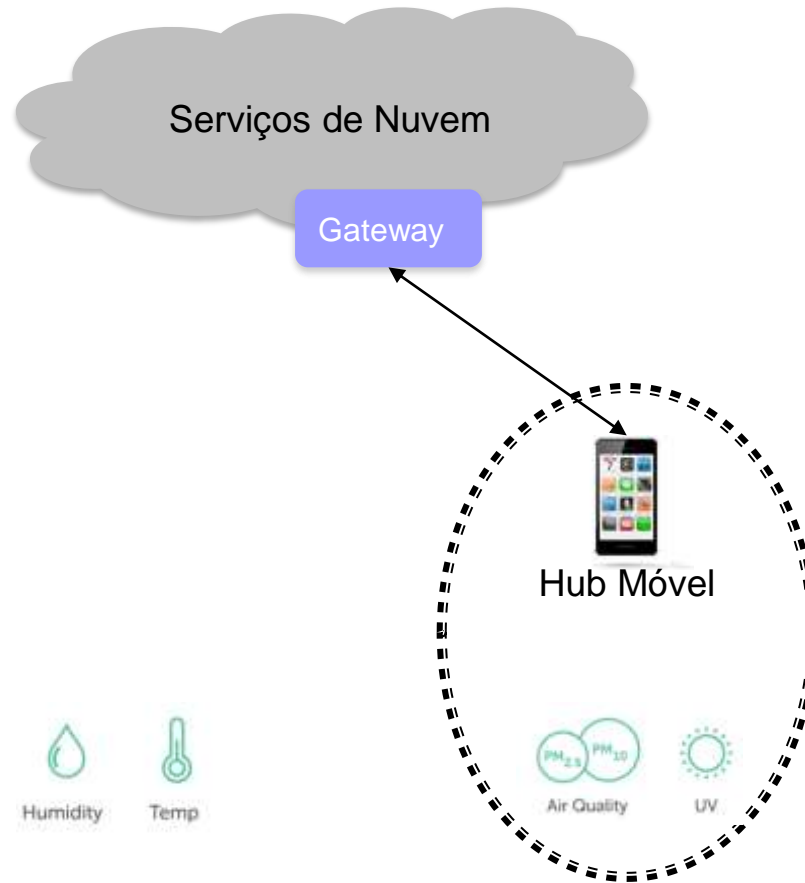 Serviços de Nuvem
Gateway
Hub Móvel
PM2.5 PM10
Humidity Temp Air Quality UV